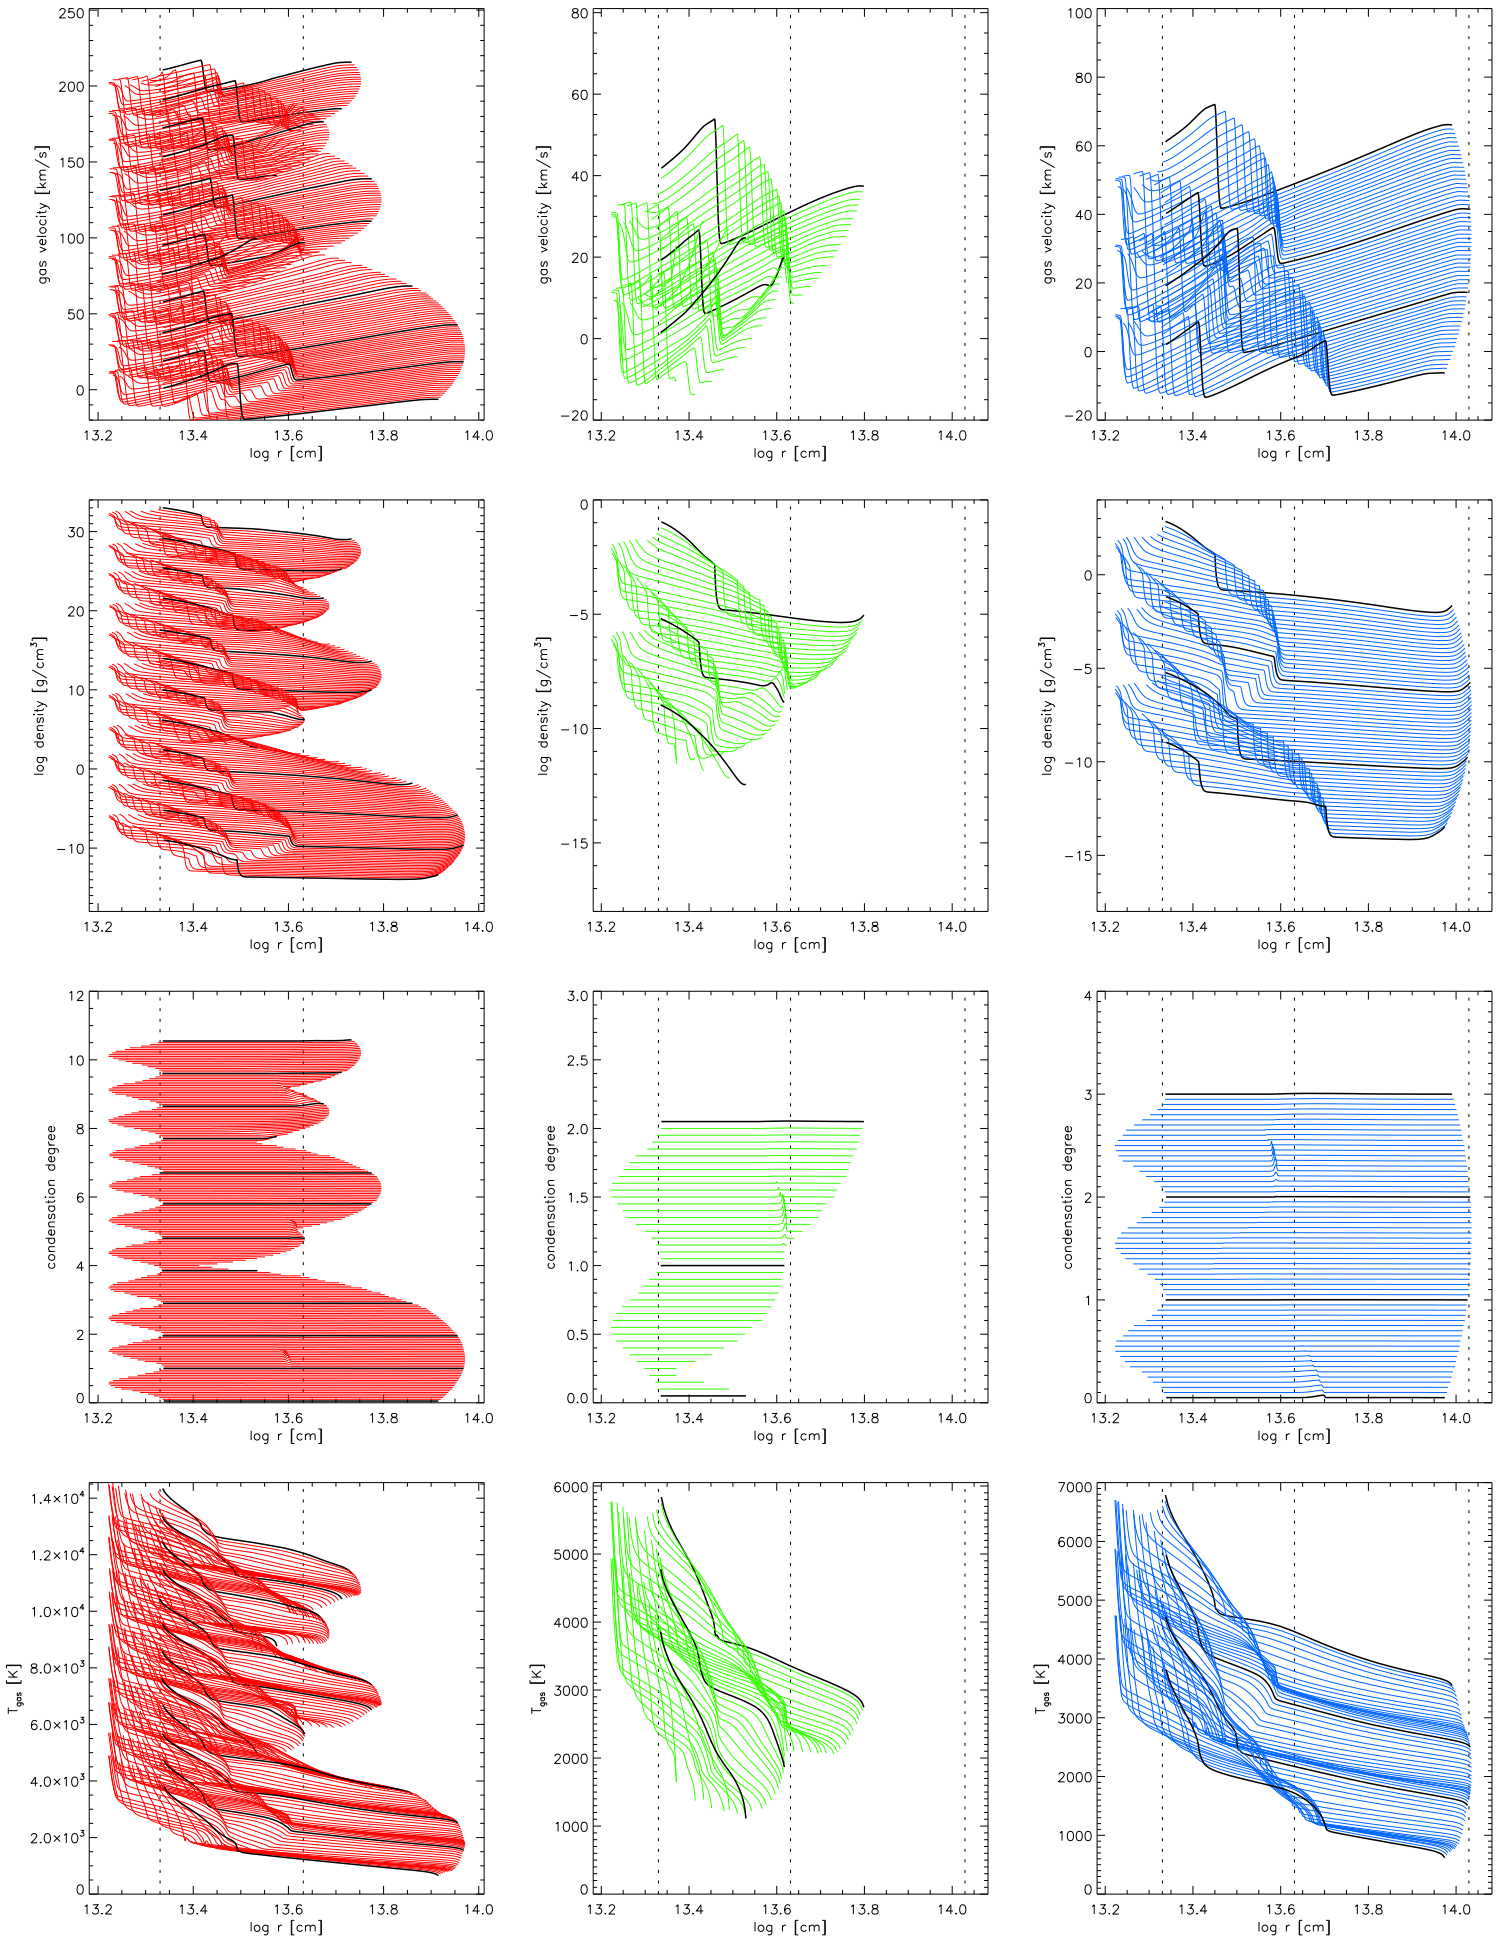 250
200
150
100
50
0
gas velocity [km/s]
13.2 13.4 13.6 13.8 14.0
log r [cm]
80
60
40
20
0
−20
gas velocity [km/s]
13.2 13.4 13.6 13.8 14.0
log r [cm]
100
80
60
40
20
0
−20
gas velocity [km/s]
13.2 13.4 13.6 13.8 14.0
log r [cm]
30
20
10
0
−10
log density [g/cm³]
13.2 13.4 13.6 13.8 14.0
log r [cm]
0
−5
−10
−15
log density [g/cm³]
13.2 13.4 13.6 13.8 14.0
log r [cm]
0
−5
−10
−15
log density [g/cm³]
13.2 13.4 13.6 13.8 14.0
log r [cm]
12
10
8
6
4
2
0
condensation degree
13.2 13.4 13.6 13.8 14.0
log r [cm]
3.0
2.5
2.0
1.5
1.0
0.5
0.0
condensation degree
13.2 13.4 13.6 13.8 14.0
log r [cm]
4
3
2
1
0
condensation degree
13.2 13.4 13.6 13.8 14.0
log r [cm]
1.4×10⁴
1.2×10⁴
1.0×10⁴
8.0×10³
6.0×10³
4.0×10³
2.0×10³
0
Tgas [K]
13.2 13.4 13.6 13.8 14.0
log r [cm]
6000
5000
4000
3000
2000
1000
0
Tgas [K]
13.2 13.4 13.6 13.8 14.0
log r [cm]
7000
6000
5000
4000
3000
2000
1000
0
Tgas [K]
13.2 13.4 13.6 13.8 14.0
log r [cm]